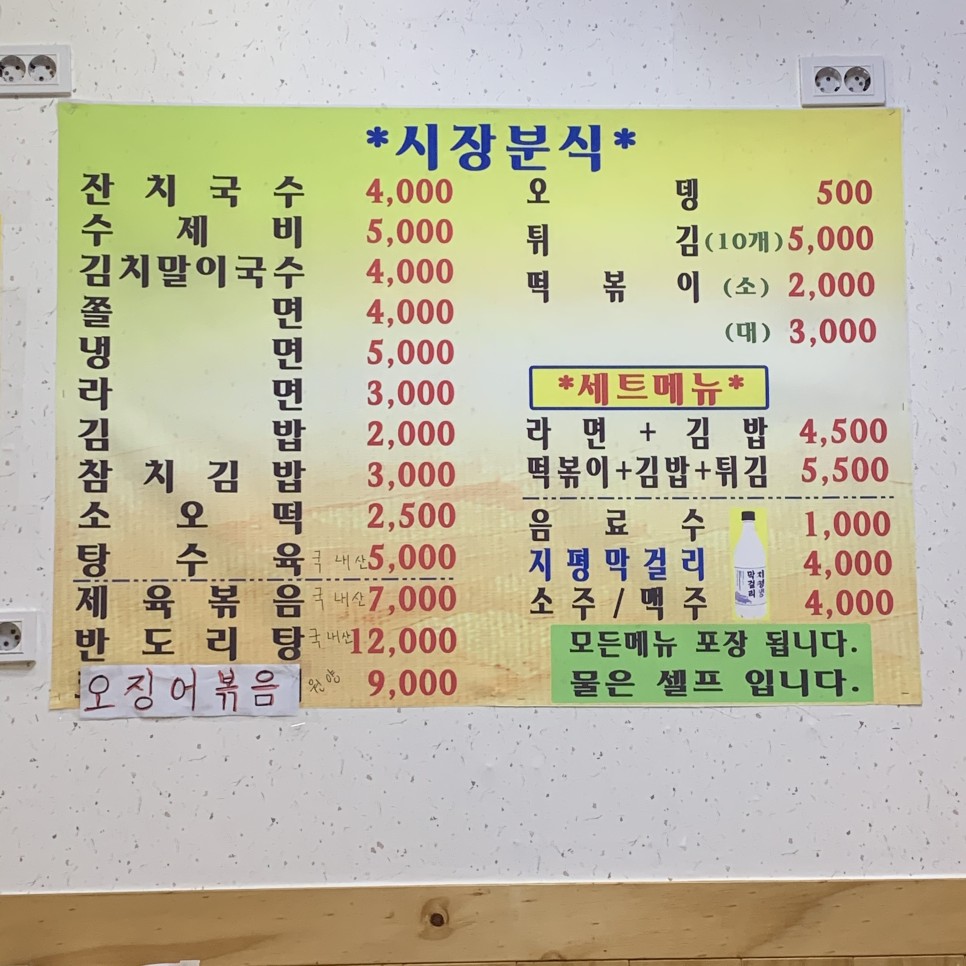 *시장분식*
잔치국수 4,000
수제비 5,000
김치말이국수 4,000
쫄면 4,000
냉면 5,000
라면 3,000
김밥 2,000
참치김밥 3,000
소오떡 2,500
탕수육 국내산 5,000
제육볶음 국내산 7,000
반도리탕 국내산 12,000
오징어볶음 원양 9,000
오뎅 500
튀김 (10개) 5,000
떡볶이 (소) 2,000
(대) 3,000
*세트메뉴*
라면+김밥 4,500
떡볶이+김밥+튀김 5,500
음료수 1,000
지평막걸리 4,000
소주/맥주 4,000
모든메뉴 포장 됩니다.
물은 셀프 입니다.